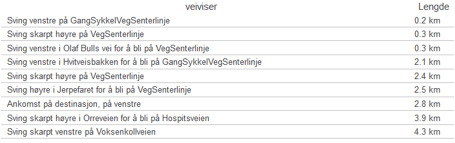 veiviser Lengde
Sving venstre på GangSykkelVegSenterlinje 0.2 km
Sving skarpt høyre på VegSenterlinje 0.3 km
Sving venstre i Olaf Bulls vei for å bli på VegSenterlinje 0.3 km
Sving venstre i Hvitveisbakken for å bli på GangSykkelVegSenterlinje 2.1 km
Sving skarpt høyre på VegSenterlinje 2.4 km
Sving høyre i Jerpefaret for å bli på VegSenterlinje 2.5 km
Ankomst på destinasjon, på venstre 2.8 km
Sving skarpt høyre i Orreveien for å bli på Hospitsveien 3.9 km
Sving skarpt venstre på Voksenkollveien 4.3 km